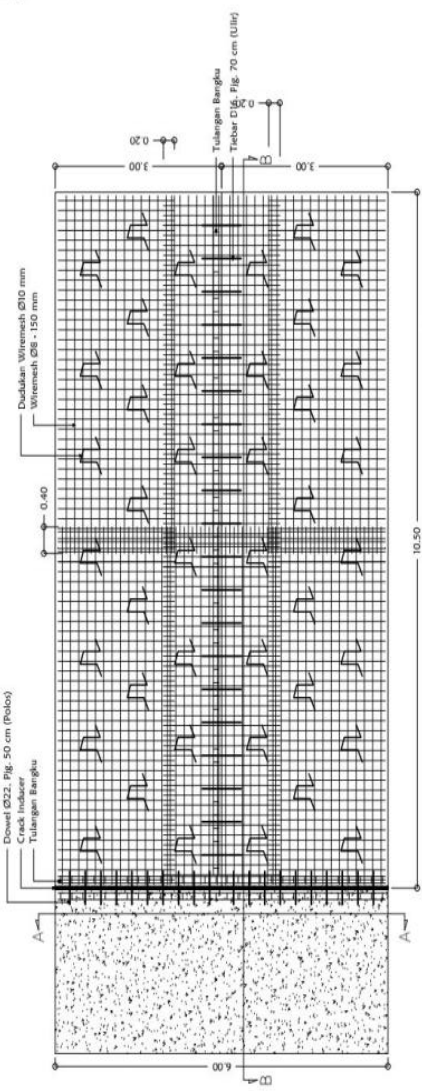 Dowel Ø22. Pjg. 50 cm (Polos)
Crack Inducer
Tulangan Bangku
0.40
Dudukan Wiremesh Ø10 mm
Wiremesh Ø8 - 150 mm
Tulangan Bangku
Tiebar D16. Pjg. 70 cm (Ulir)
0.20
0.20
3.00
3.00
6.00
10.50
A
A
B
B